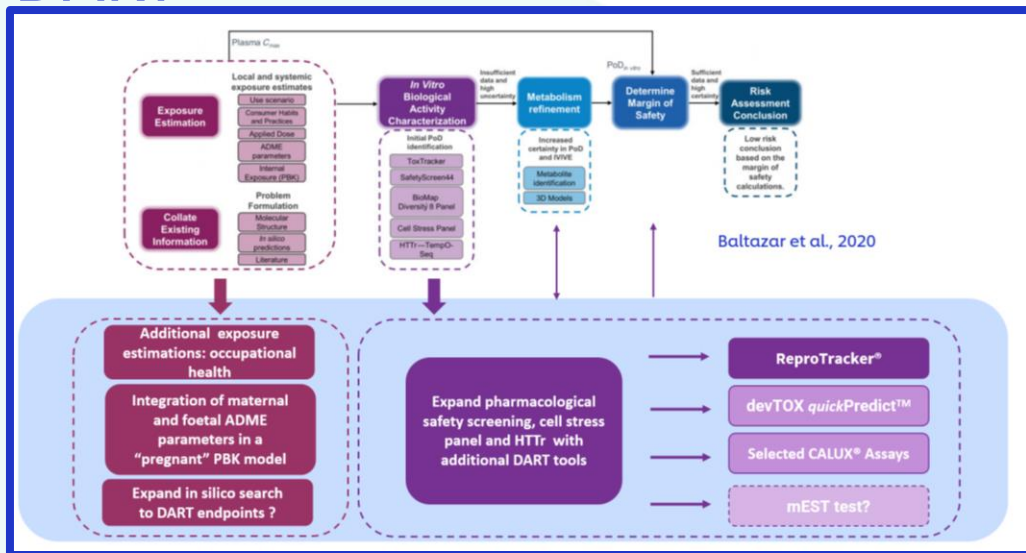 Plasma Cmax
PoDin vitro
Local and systemic
exposure estimates
Exposure
Estimation
Use scenario
Consumer Habits
and Practices
Applied Dose
ADME
parameters
Internal
Exposure (PBK)
Collate
Existing
Information
Problem
Formulation
Molecular
Structure
In silico
predictions
Literature
In Vitro
Biological
Activity
Characterization
Initial PoD
identification
ToxTracker
SafetyScreen44
BioMap
Diversity 8 Panel
Cell Stress Panel
HTTr—TempO-
Seq
Insufficient
data and
high
uncertainty
Metabolism
refinement
Increased
certainty in PoD
and IVIVE
Metabolite
identification
3D Models
Determine
Margin of
Safety
Sufficient
data and
high
certainty
Risk
Assessment
Conclusion
Low risk
conclusion
based on the
margin of
safety
calculations.
Baltazar et al., 2020
Additional exposure
estimations: occupational
health
Integration of maternal
and foetal ADME
parameters in a
“pregnant” PBK model
Expand in silico search
to DART endpoints ?
Expand pharmacological
safety screening, cell stress
panel and HTTr with
additional DART tools
ReproTracker®
devTOX quickPredict™
Selected CALUX® Assays
mEST test?